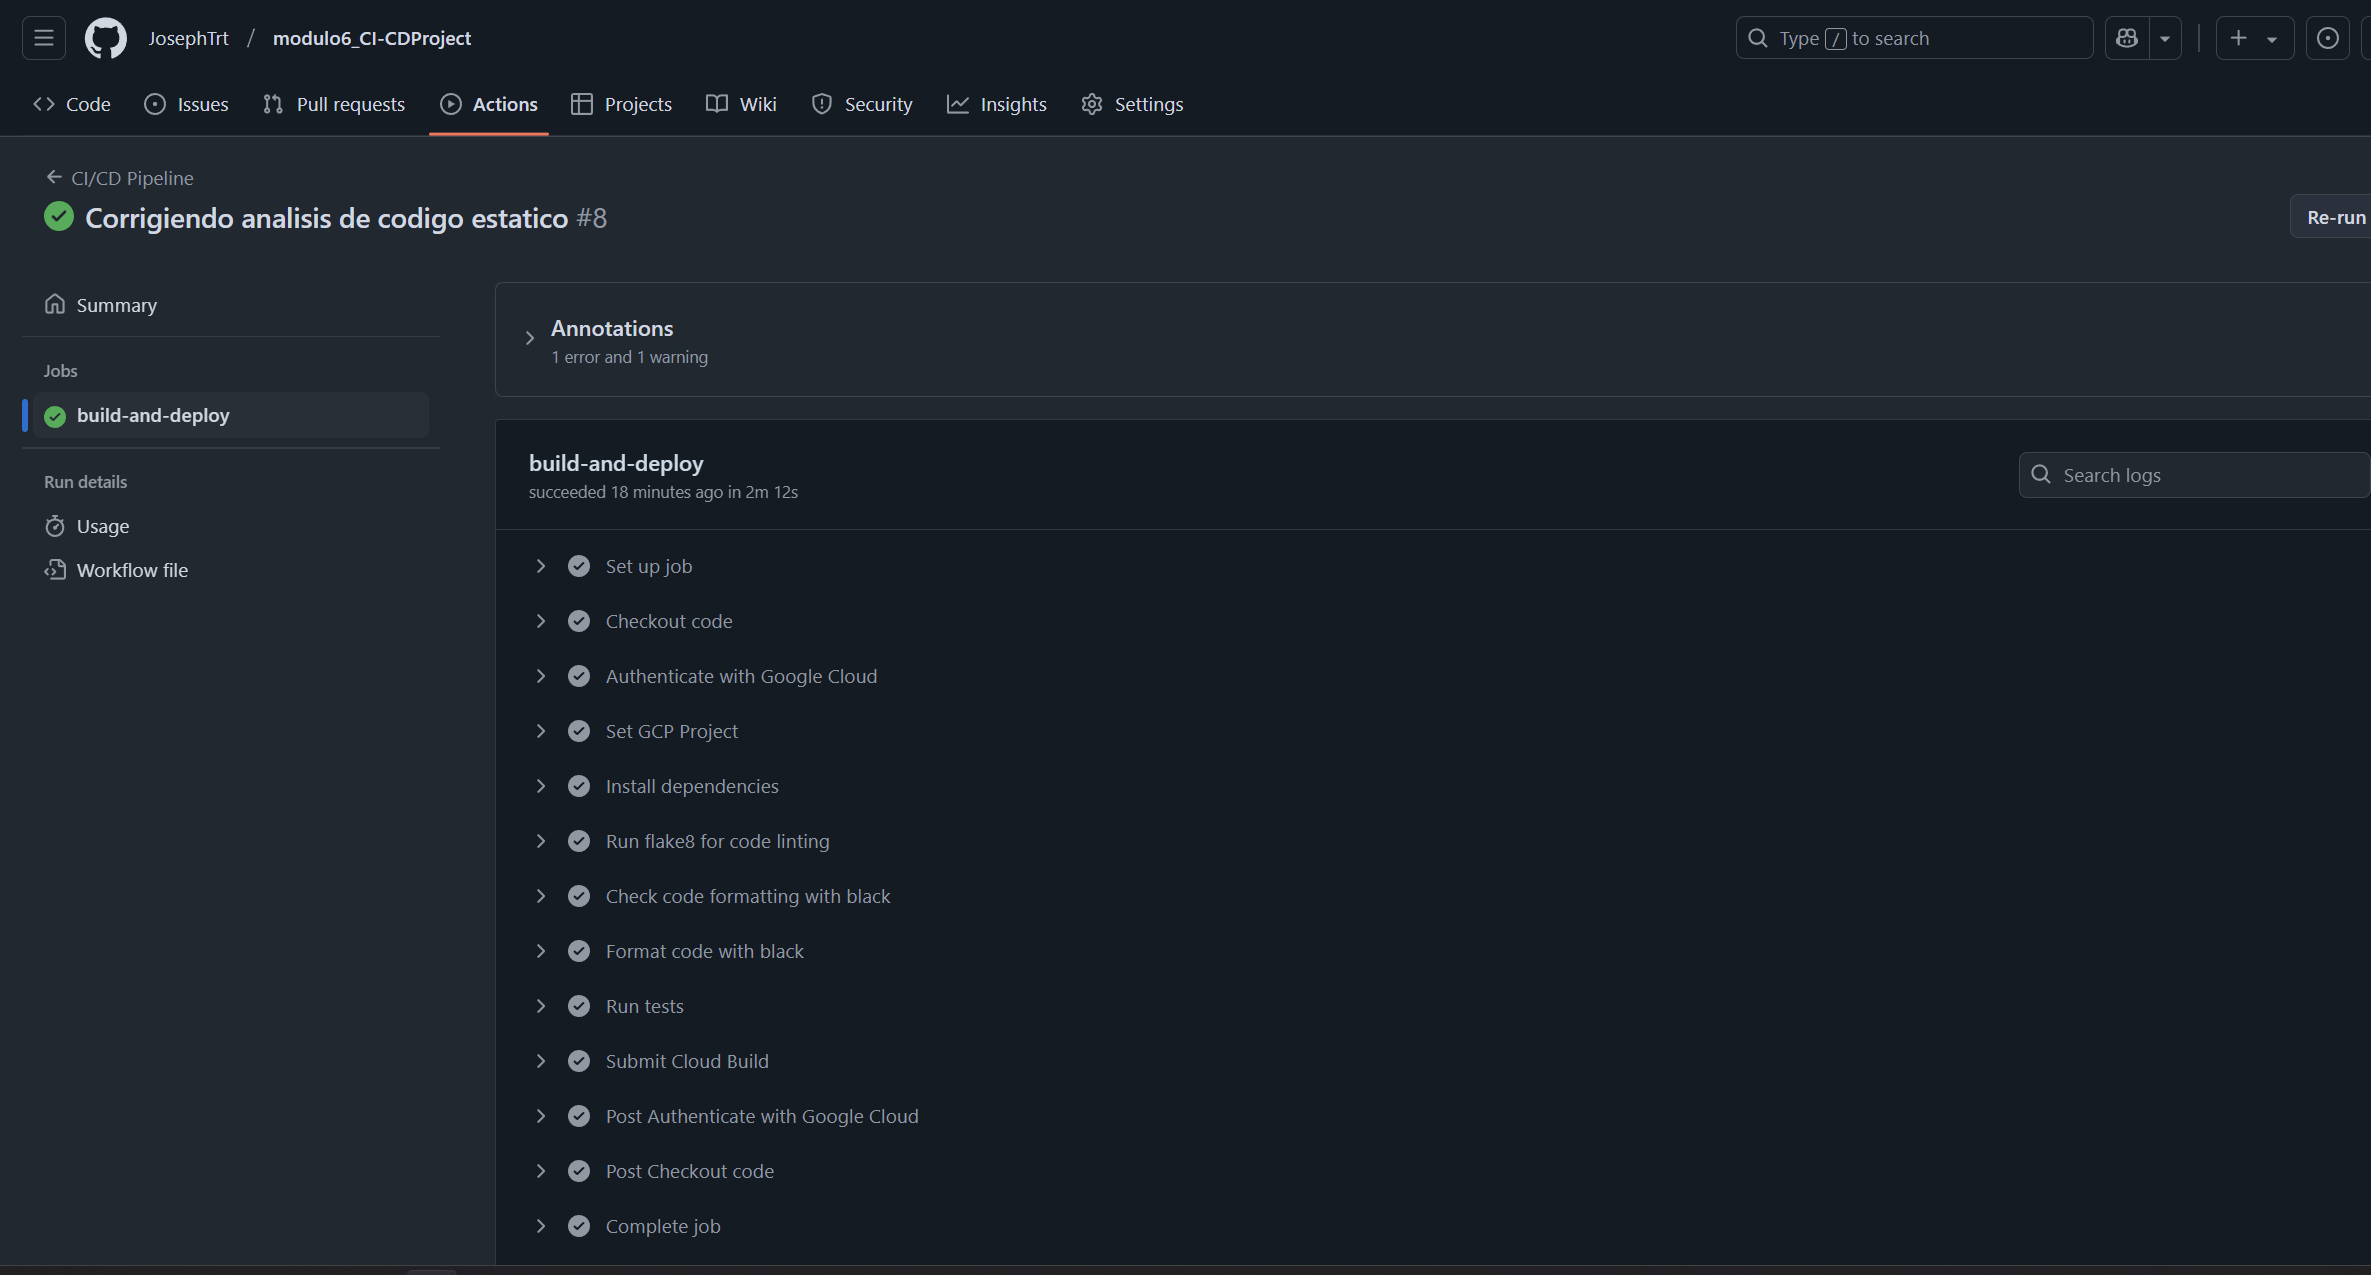 JosephTrt / modulo6_CI-CDProject
Type / to search
Code
Issues
Pull requests
Actions
Projects
Wiki
Security
Insights
Settings
CI/CD Pipeline
Corrigiendo analisis de codigo estatico #8
Re-run
Summary
Jobs
build-and-deploy
Run details
Usage
Workflow file
Annotations
1 error and 1 warning
build-and-deploy
succeeded 18 minutes ago in 2m 12s
Search logs
Set up job
Checkout code
Authenticate with Google Cloud
Set GCP Project
Install dependencies
Run flake8 for code linting
Check code formatting with black
Format code with black
Run tests
Submit Cloud Build
Post Authenticate with Google Cloud
Post Checkout code
Complete job